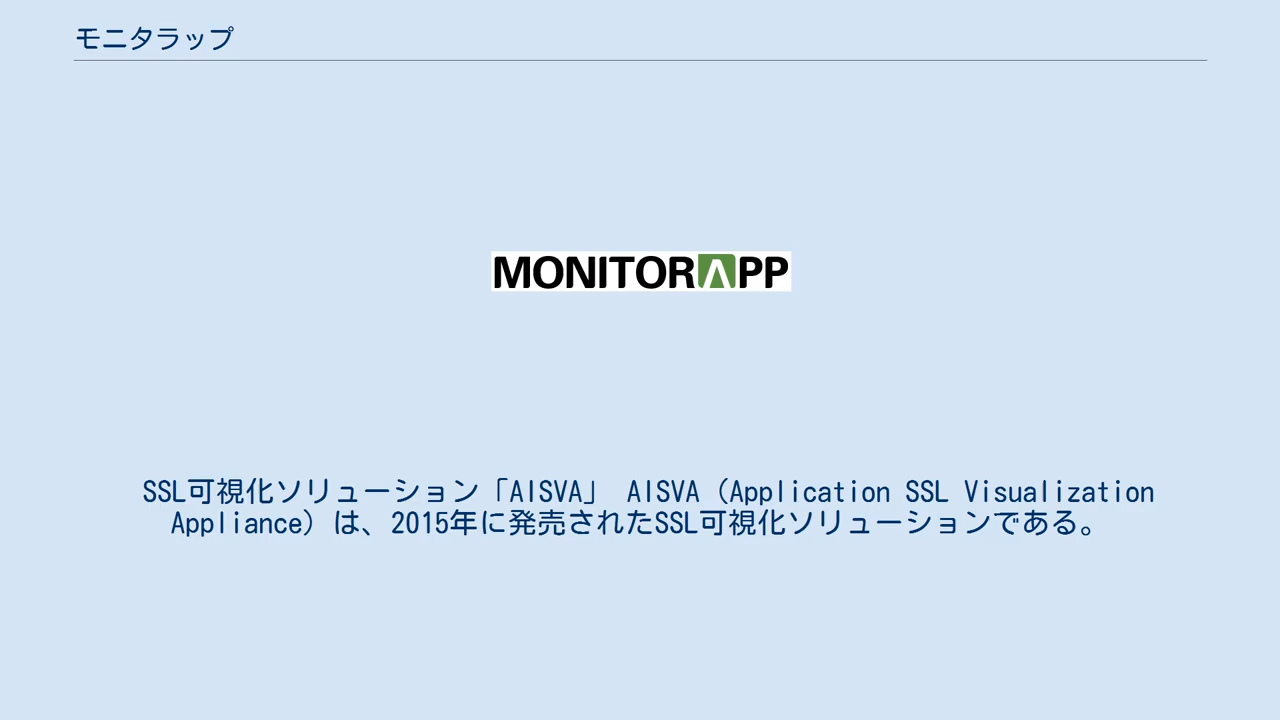 モニタラップ
MONITORAPP
SSL可視化ソリューション「AISVA」 AISVA（Application SSL Visualization
Appliance）は、2015年に発売されたSSL可視化ソリューションである。